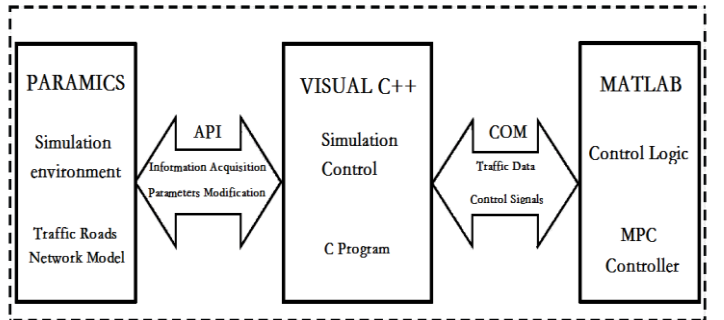 PARAMICS
Simulation
environment
Traffic Roads
Network Model
API
Information Acquisition
Parameters Modification
VISUAL C++
Simulation
Control
C Program
COM
Traffic Data
Control Signals
MATLAB
Control Logic
MPC
Controller